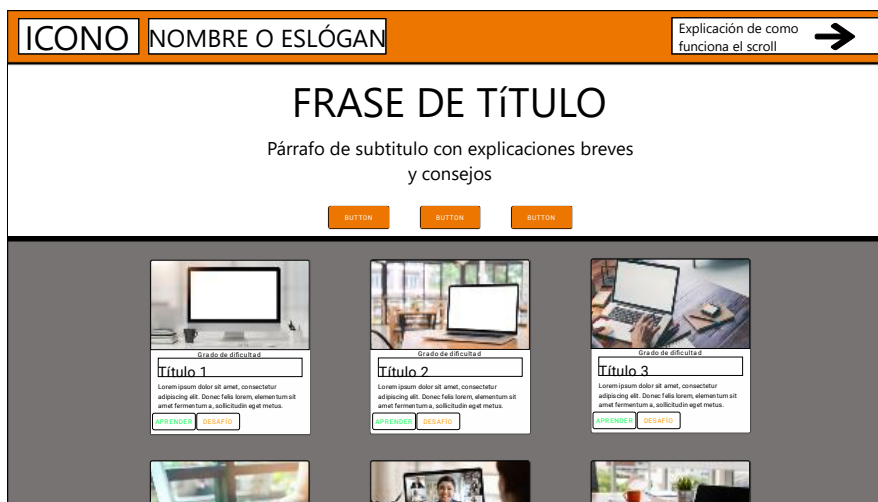 ICONO
NOMBRE O ESLÓGAN
Explicación de como
funciona el scroll
FRASE DE TíTULO
Párrafo de subtitulo con explicaciones breves
y consejos
BUTTON
BUTTON
BUTTON
Grado de dificultad
Título 1
Lorem ipsum dolor sit amet, consectetur
adipiscing elit. Donec felis lorem, elementum sit
amet fermentum a, sollicitudin eget metus.
APRENDER
DESAFÍO
Grado de dificultad
Título 2
Lorem ipsum dolor sit amet, consectetur
adipiscing elit. Donec felis lorem, elementum sit
amet fermentum a, sollicitudin eget metus.
APRENDER
DESAFÍO
Grado de dificultad
Título 3
Lorem ipsum dolor sit amet, consectetur
adipiscing elit. Donec felis lorem, elementum sit
amet fermentum a, sollicitudin eget metus.
APRENDER
DESAFÍO